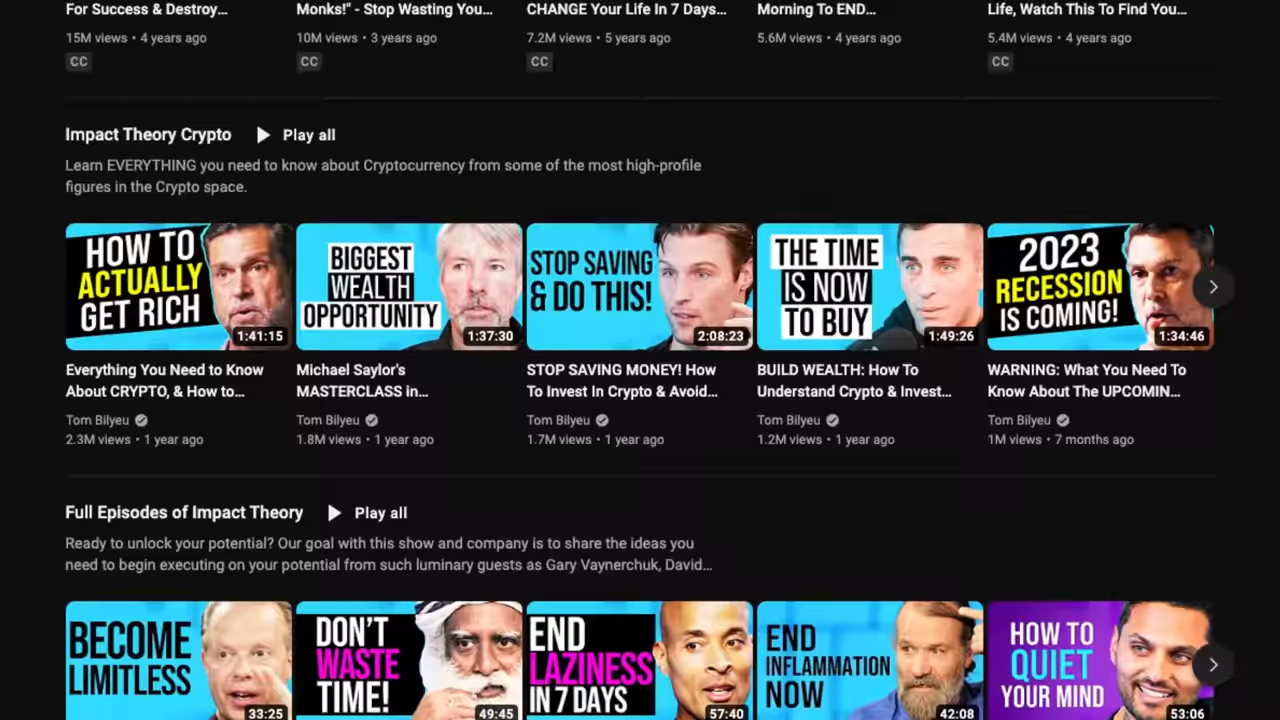 For Success & Destroy...
Monks!" - Stop Wasting You...
CHANGE Your Life In 7 Days...
Morning To END...
Life, Watch This To Find You...
15M views • 4 years ago
10M views • 3 years ago
7.2M views • 5 years ago
5.6M views • 4 years ago
5.4M views • 4 years ago
CC
CC
CC
CC
Impact Theory Crypto
Play all
Learn EVERYTHING you need to know about Cryptocurrency from some of the most high-profile
figures in the Crypto space.
HOW TO
ACTUALLY
GET RICH
1:41:15
BIGGEST
WEALTH
OPPORTUNITY
1:37:30
STOP SAVING
& DO THIS!
2:08:23
THE TIME
IS NOW
TO BUY
1:49:26
2023
RECESSION
IS COMING!
1:34:46
Everything You Need to Know
About CRYPTO, & How to...
Tom Bilyeu
2.3M views • 1 year ago
Michael Saylor's
MASTERCLASS in...
Tom Bilyeu
1.8M views • 1 year ago
STOP SAVING MONEY! How
To Invest In Crypto & Avoid...
Tom Bilyeu
1.7M views • 1 year ago
BUILD WEALTH: How To
Understand Crypto & Invest...
Tom Bilyeu
1.2M views • 1 year ago
WARNING: What You Need To
Know About The UPCOMIN...
Tom Bilyeu
1M views • 7 months ago
Full Episodes of Impact Theory
Play all
Ready to unlock your potential? Our goal with this show and company is to share the ideas you
need to begin executing on your potential from such luminary guests as Gary Vaynerchuk, David...
BECOME
LIMITLESS
33:25
DON'T
WASTE
TIME!
49:45
END
LAZINESS
IN 7 DAYS
57:40
END
INFLAMMATION
NOW
42:08
HOW TO
QUIET
YOUR MIND
53:06